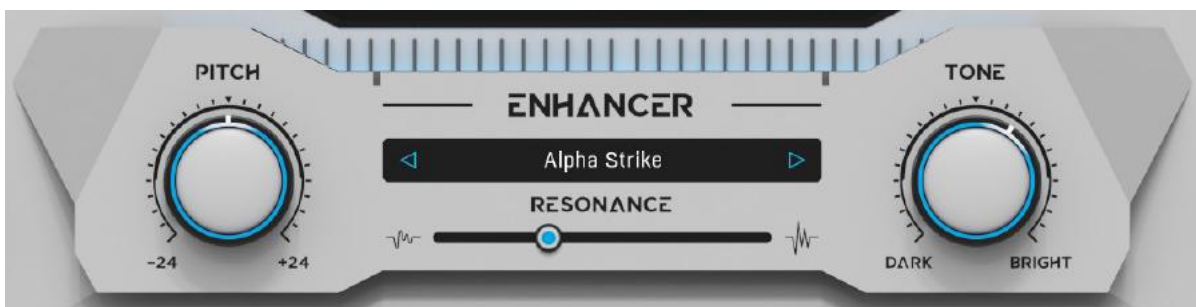 PITCH
TONE
ENHANCER
Alpha Strike
RESONANCE
-24
+24
DARK
BRIGHT